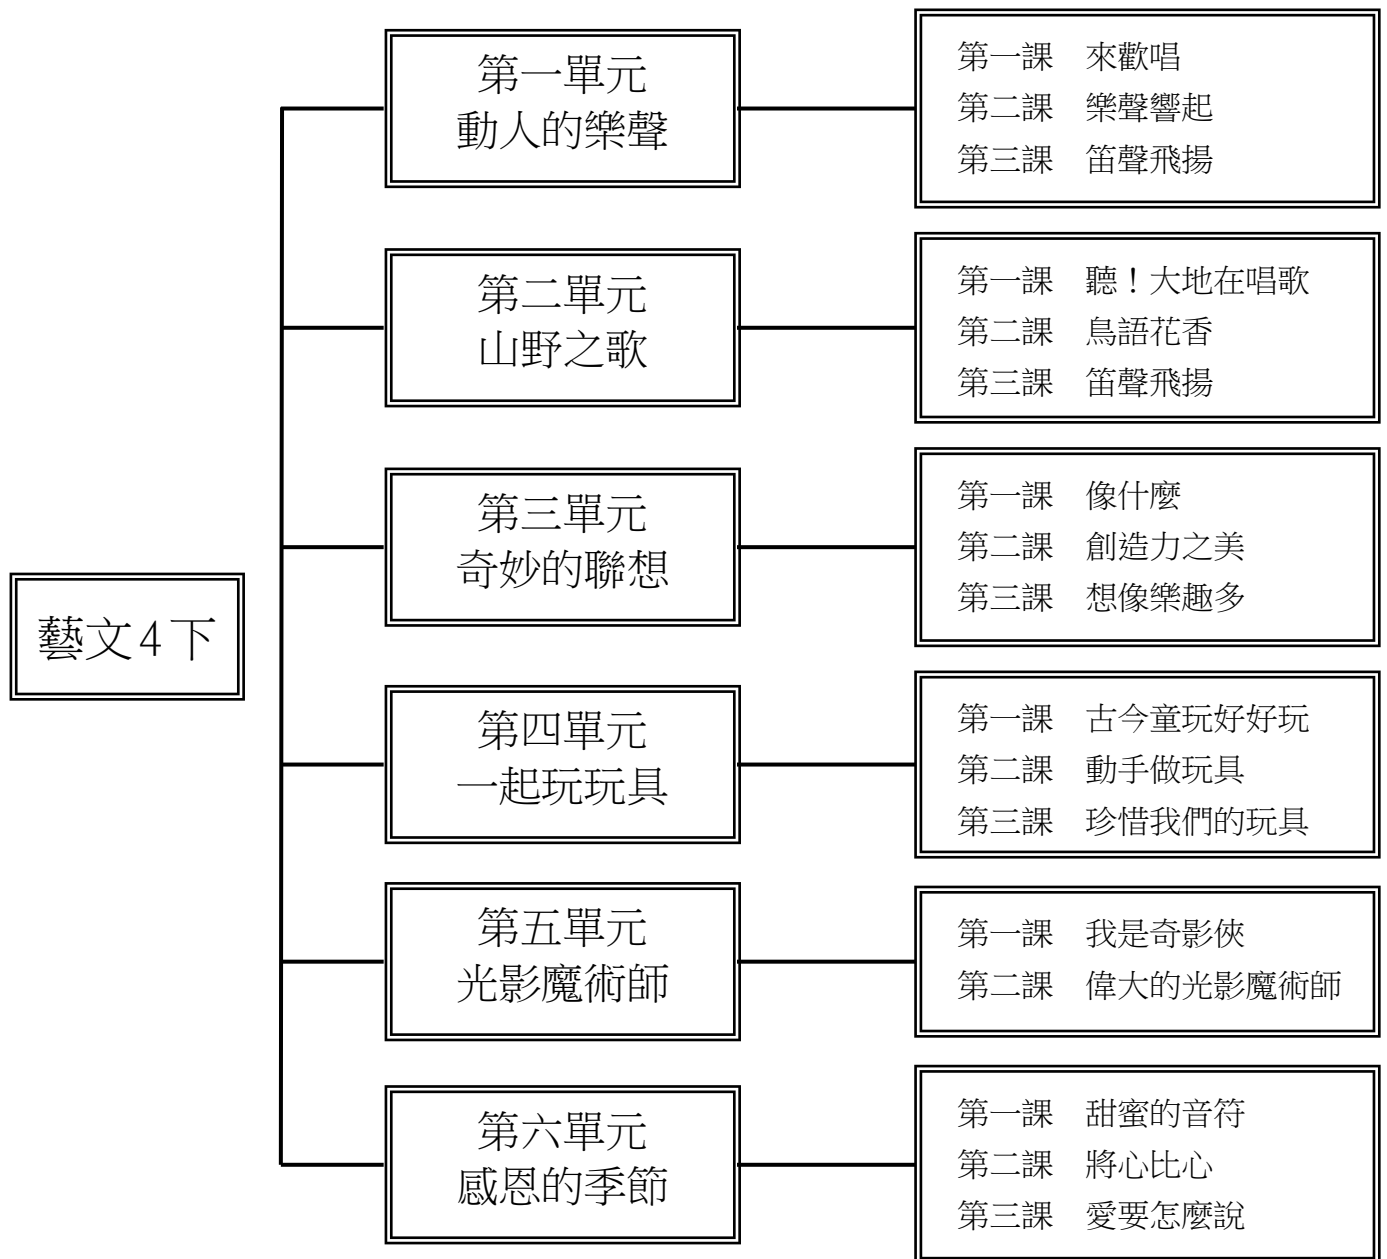 藝文4下
第一單元
動人的樂聲
第一課 來歡唱
第二課 樂聲響起
第三課 笛聲飛揚
第二單元
山野之歌
第一課 聽！大地在唱歌
第二課 鳥語花香
第三課 笛聲飛揚
第三單元
奇妙的聯想
第一課 像什麼
第二課 創造力之美
第三課 想像樂趣多
第四單元
一起玩玩具
第一課 古今童玩好好玩
第二課 動手做玩具
第三課 珍惜我們的玩具
第五單元
光影魔術師
第一課 我是奇影俠
第二課 偉大的光影魔術師
第六單元
感恩的季節
第一課 甜蜜的音符
第二課 將心比心
第三課 愛要怎麼說